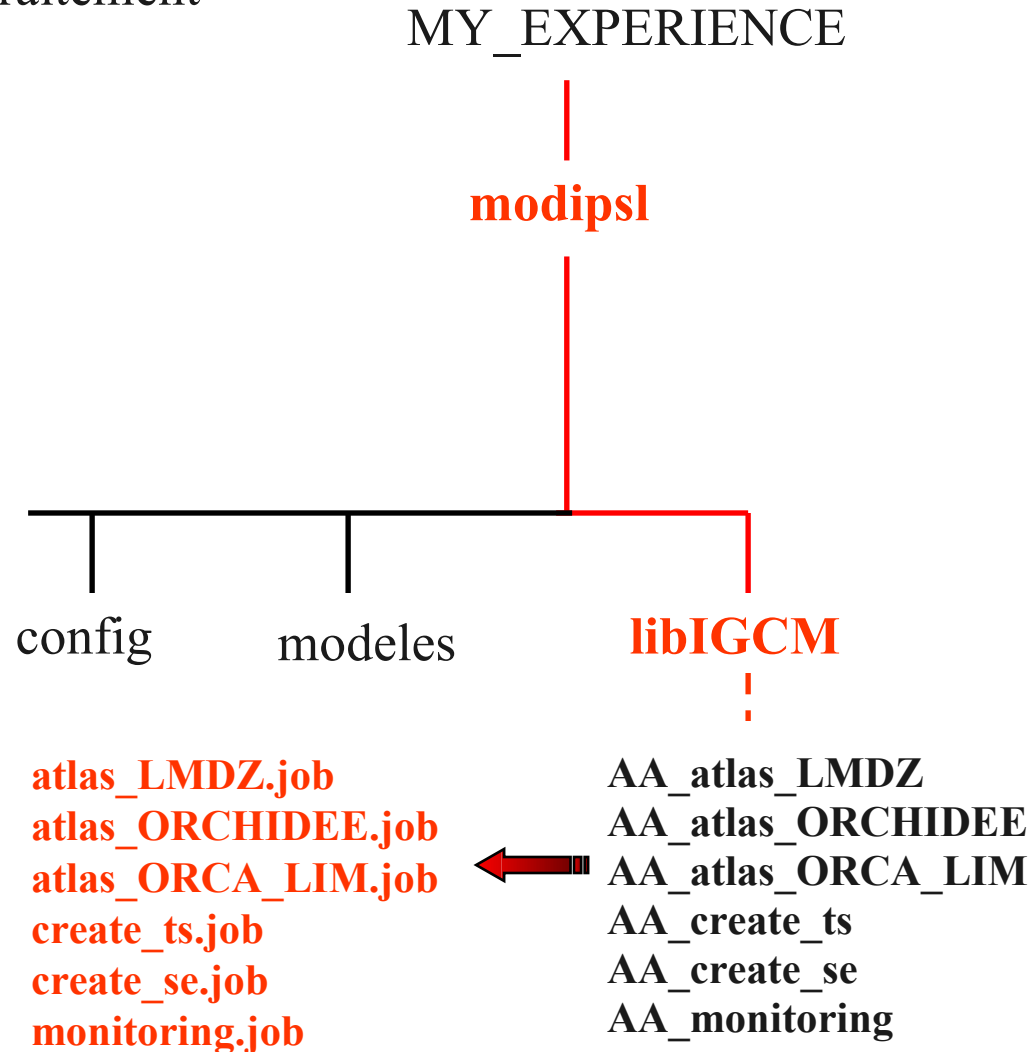 MY_EXPERIENCE
modipsl
config
modeles
libIGCM
atlas_LMDZ.job
atlas_ORCHIDEE.job
atlas_ORCA_LIM.job
create_ts.job
create_se.job
monitoring.job
AA_atlas_LMDZ
AA_atlas_ORCHIDEE
AA_atlas_ORCA_LIM
AA_create_ts
AA_create_se
AA_monitoring